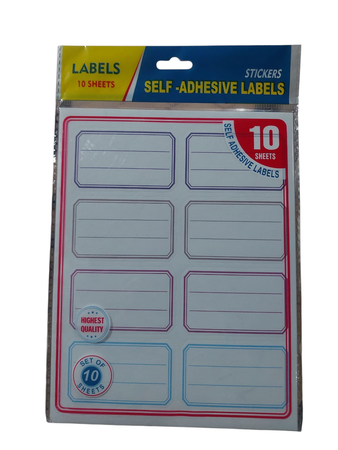 LABELS
10 SHEETS
STICKERS
SELF -ADHESIVE LABELS
10
SHEETS
SELF ADHESIVE LABELS
HIGHEST
QUALITY
SET OF
10
SHEETS